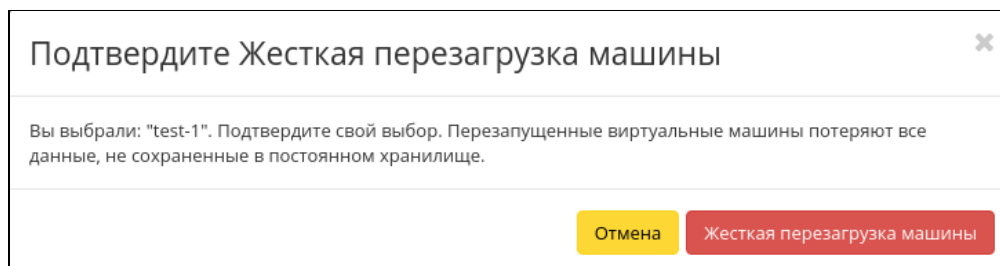 Подтвердите Жесткая перезагрузка машины
Вы выбрали: "test-1". Подтвердите свой выбор. Перезапущенные виртуальные машины потеряют все
данные, не сохраненные в постоянном хранилище.
Отмена
Жесткая перезагрузка машины